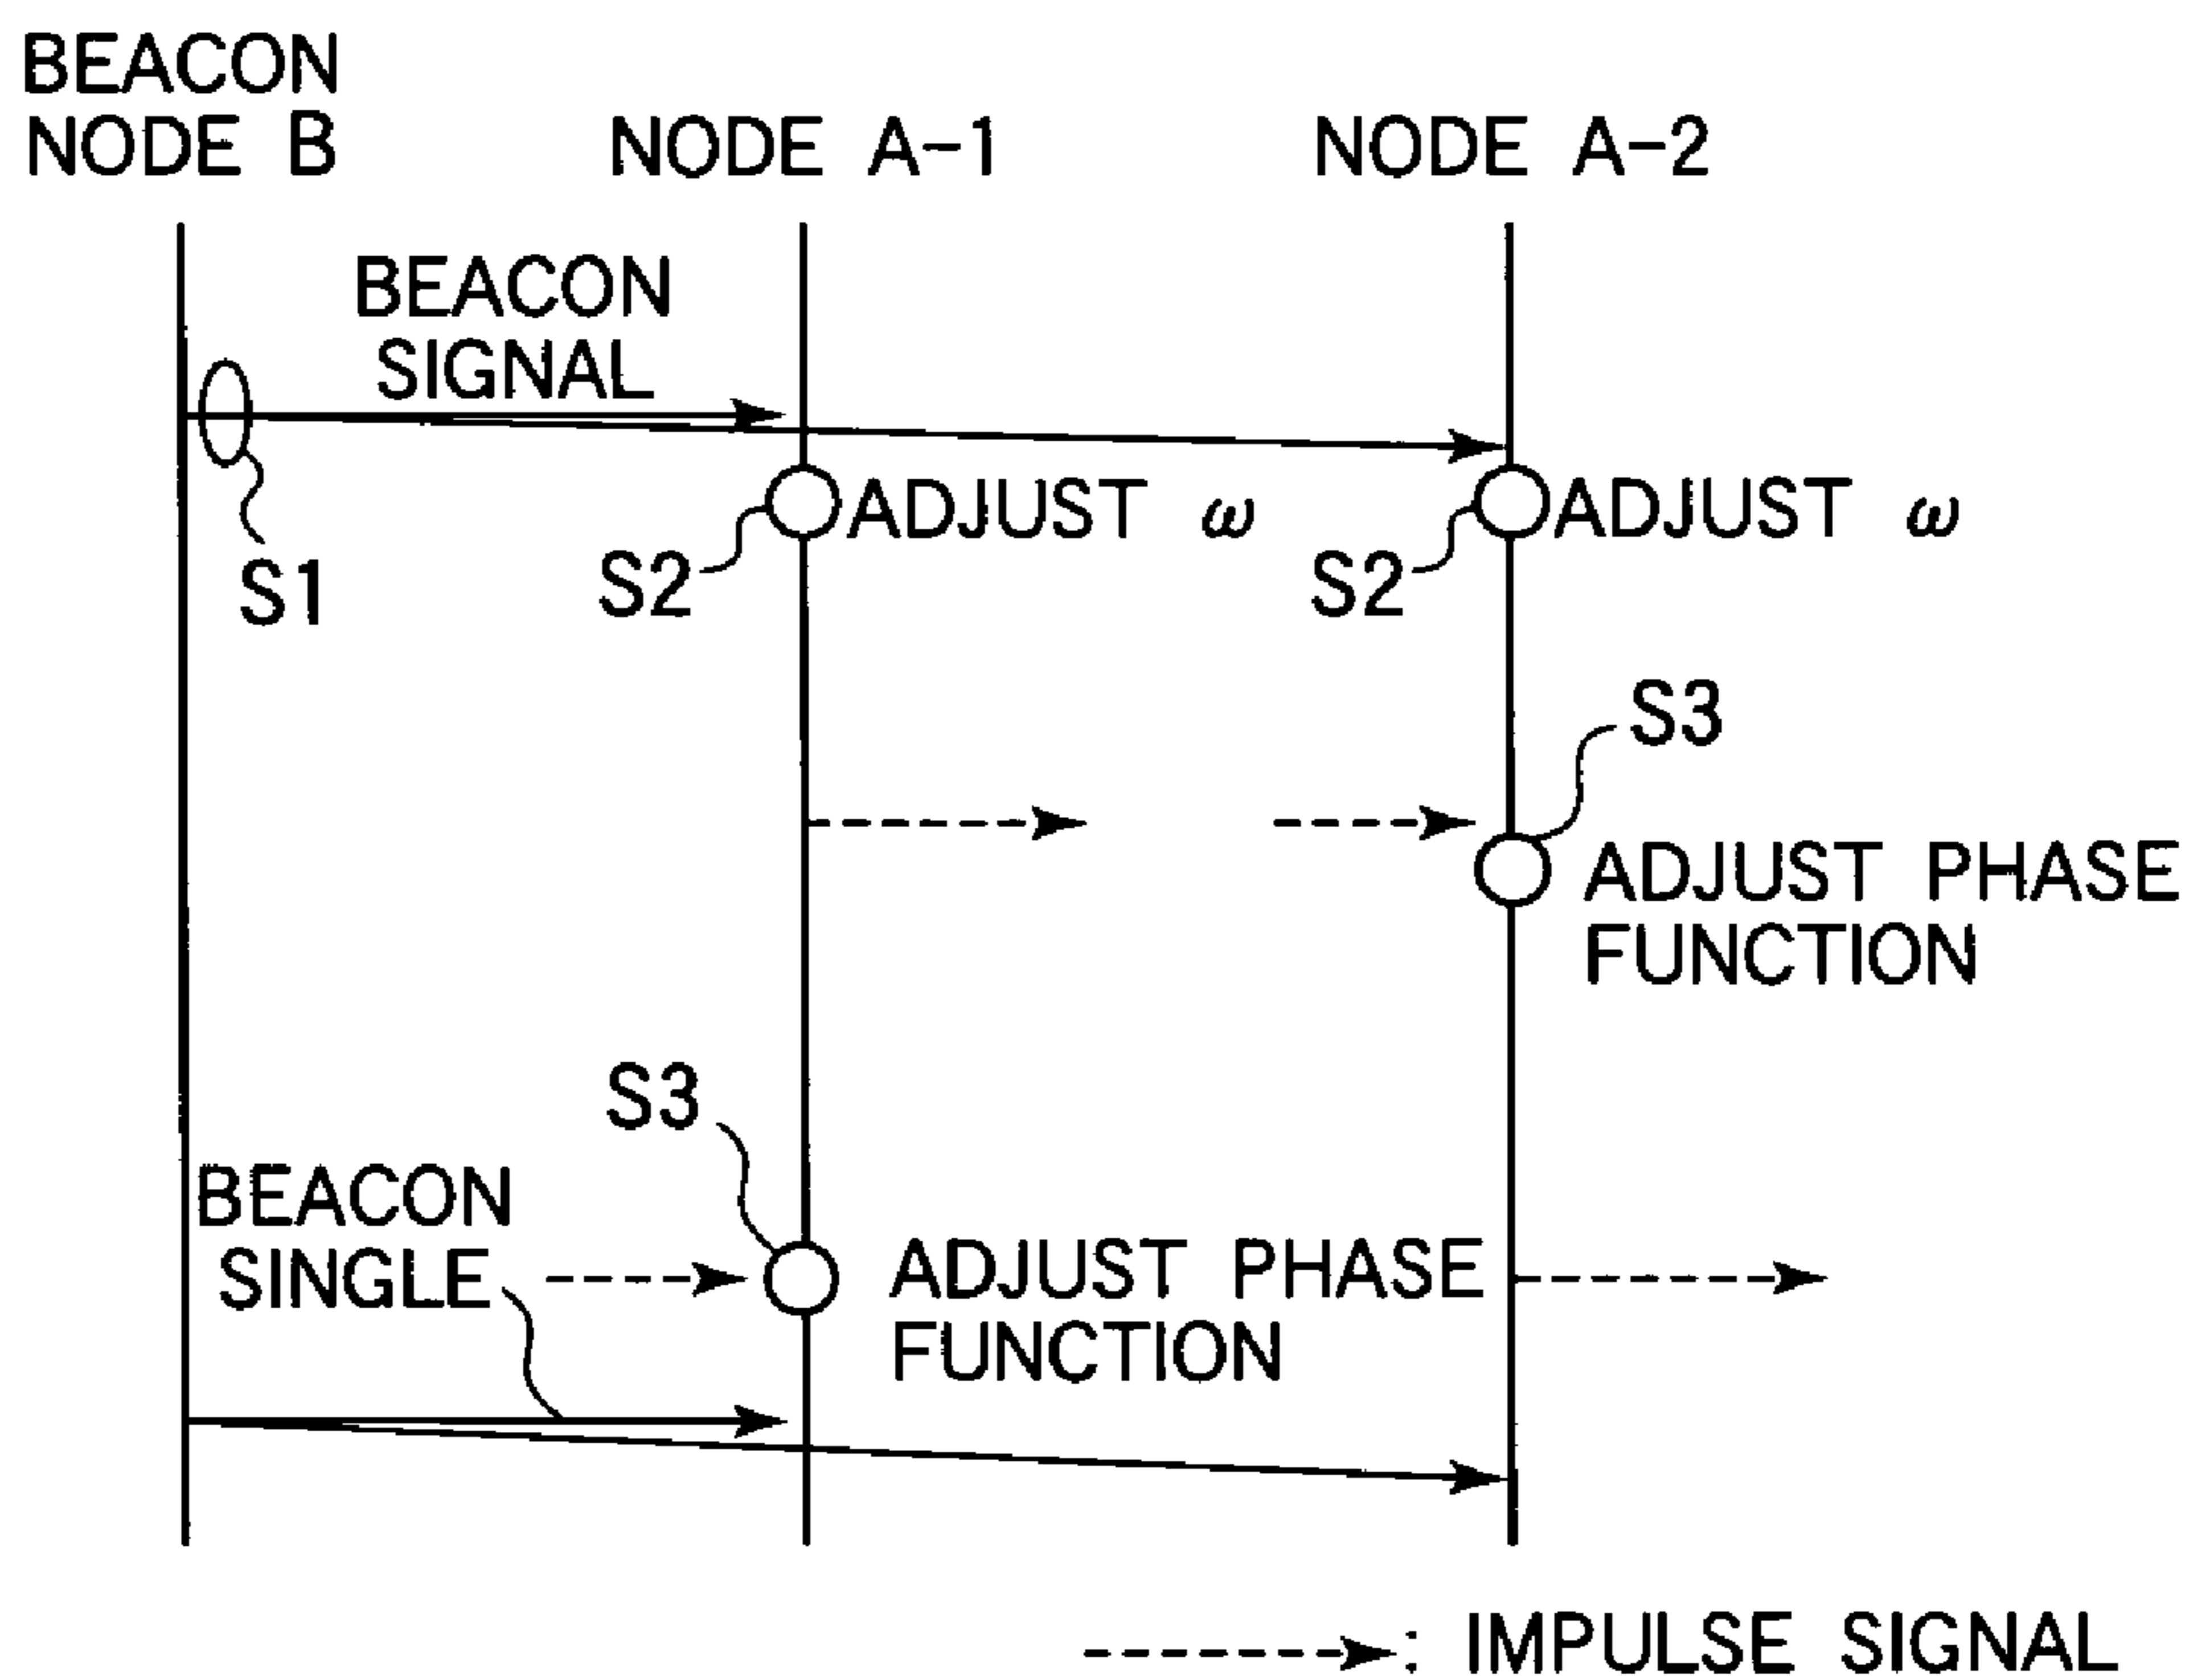 BEACON
NODE B
NODE A-1
NODE A-2
BEACON
SIGNAL
S1
ADJUST ω
S2
ADJUST ω
S2
S3
ADJUST PHASE
FUNCTION
S3
BEACON
SINGLE
ADJUST PHASE
FUNCTION
: IMPULSE SIGNAL